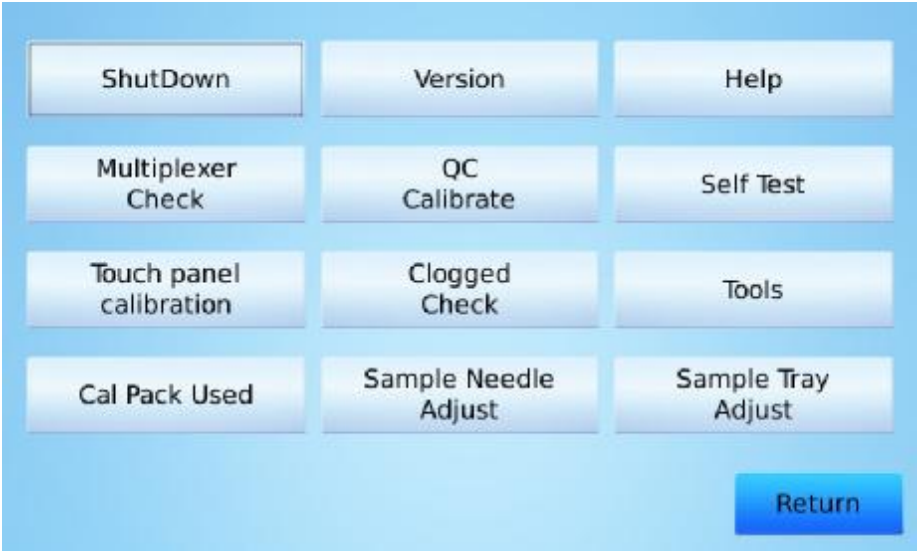 ShutDown
Version
Help
Multiplexer
Check
QC
Calibrate
Self Test
Touch panel
calibration
Clogged
Check
Tools
Cal Pack Used
Sample Needle
Adjust
Sample Tray
Adjust
Return